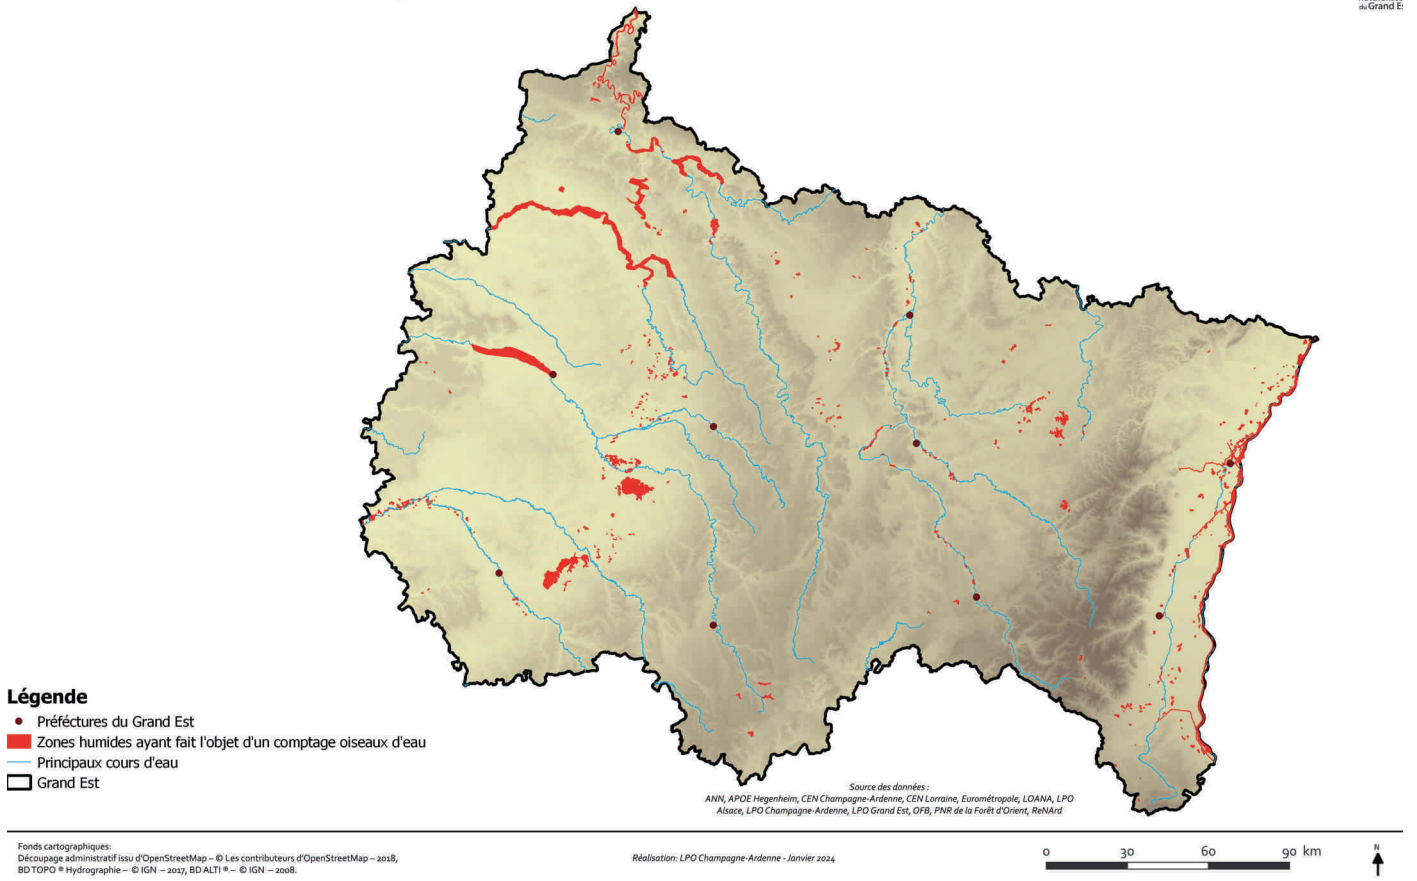 du Grand Es
Légende
Préféctures du Grand Est
Zones humides ayant fait l'objet d'un comptage oiseaux d'eau
Principaux cours d'eau
Grand Est
Source des données :
ANN, APOE Hegenheim, CEN Champagne-Ardenne, CEN Lorraine, Eurométropole, LOANA, LPO
Alsace, LPO Champagne-Ardenne, LPO Grand Est, OFB, PNR de la Forêt d'Orient, ReNArd
Fonds cartographiques:
Découpage administratif issu d'OpenStreetMap – © Les contributeurs d'OpenStreetMap – 2018,
BD TOPO ® Hydrographie – © IGN – 2017, BD ALTI ® – © IGN – 2008.
Réalisation: LPO Champagne-Ardenne - Janvier 2024
0 30 60 90 km
N